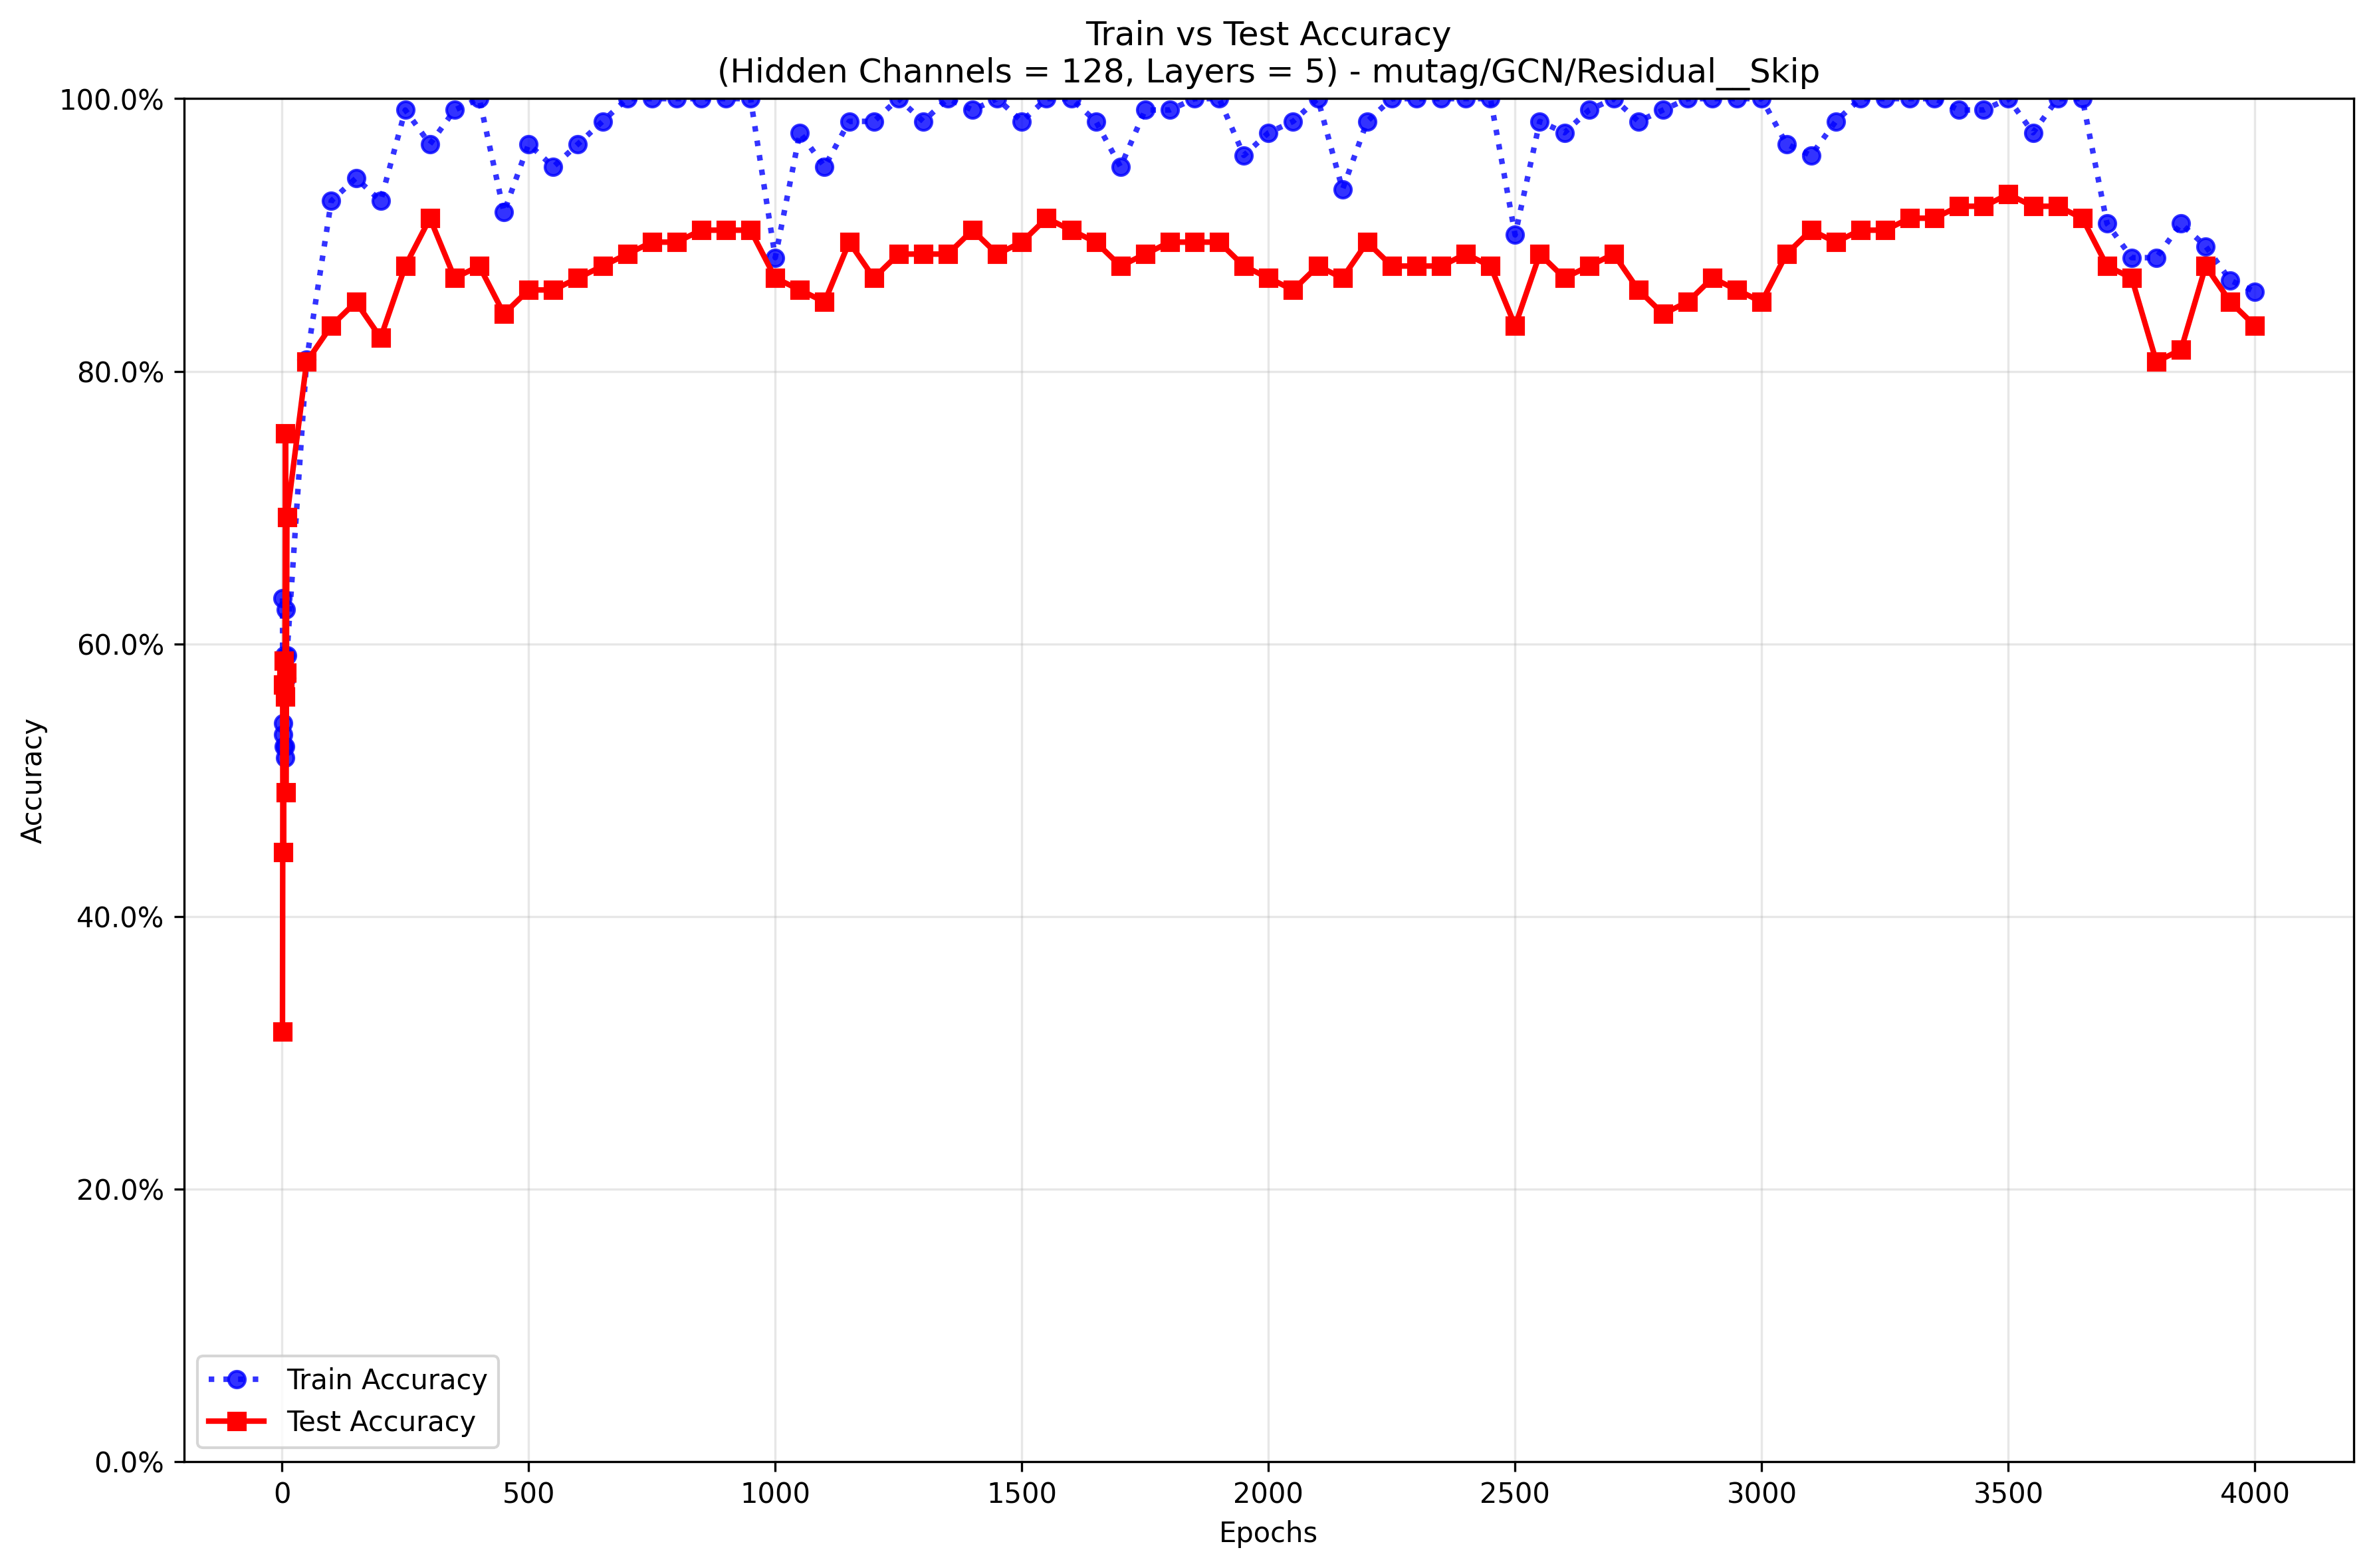 Train vs Test Accuracy
(Hidden Channels = 128, Layers = 5) - mutag/GCN/Residual__Skip
100.0%
80.0%
60.0%
40.0%
20.0%
0.0%
Accuracy
Train Accuracy
Test Accuracy
0 500 1000 1500 2000 2500 3000 3500 4000
Epochs